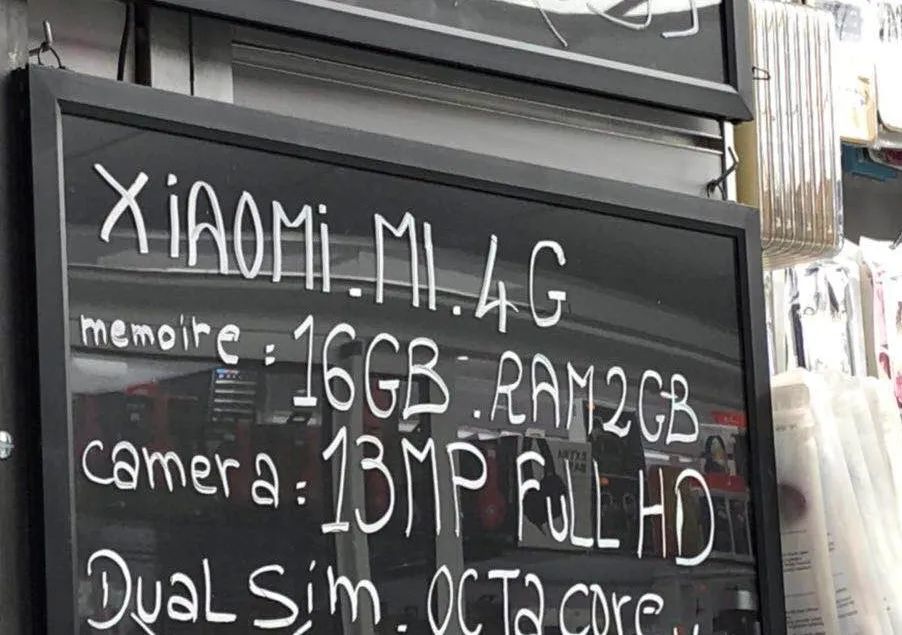 XiAOMi.MI.4G
memoire: 16GB.RAM2GB
camera: 13MP FuLL HD
DuaL Sim. OCTa core